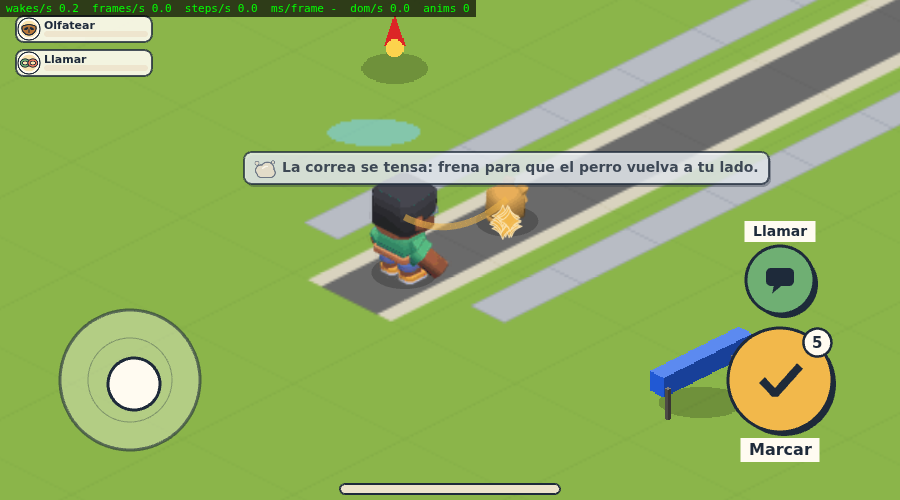 wakes/s 0.2 frames/s 0.0 steps/s 0.0 ms/frame - dom/s 0.0 anims 0
Olfatear
Llamar
La correa se tensa: frena para que el perro vuelva a tu lado.
Llamar
5
Marcar